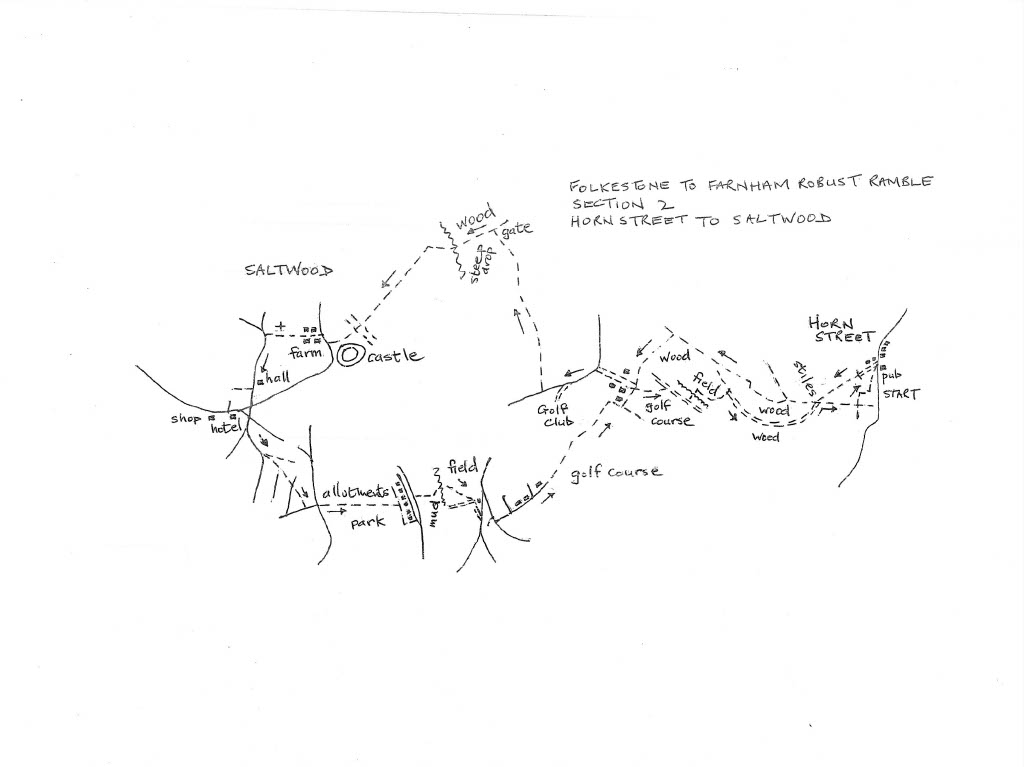 FOLKESTONE TO FARNHAM ROBUST RAMBLE
SECTION 2
HORN STREET TO SALTWOOD
wood
gate
steep
drop
SALTWOOD
farm
castle
hall
shop
hotel
HORN
STREET
pub
START
stiles
wood
field
mud
wood
wood
golf
course
Golf
Club
golf course
field
allotments
mud
park